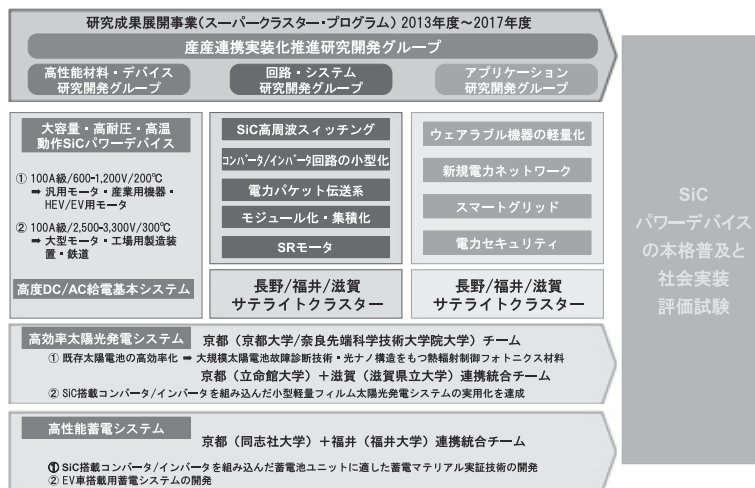 研究成果展開事業(スーパークラスター・プログラム) 2013年度～2017年度
産産連携実装化推進研究開発グループ
高性能材料・デバイス
研究開発グループ
回路・システム
研究開発グループ
アプリケーション
研究開発グループ
大容量・高耐圧・高温
動作SiCパワーデバイス
① 100A級/600-1,200V/200℃
➡ 汎用モータ・産業用機器・
HEV/EV用モータ
② 100A級/2,500-3,300V/300℃
➡ 大型モータ・工場用製造装
置・鉄道
高度DC/AC給電基本システム
SiC高周波スィッチング
コンバータ/インバータ回路の小型化
電力パケット伝送系
モジュール化・集積化
SRモータ
長野/福井/滋賀
サテライトクラスター
ウェアラブル機器の軽量化
新規電力ネットワーク
スマートグリッド
電力セキュリティ
長野/福井/滋賀
サテライトクラスター
高効率太陽光発電システム
京都（京都大学/奈良先端科学技術大学院大学）チーム
① 既存太陽電池の高効率化 ➡ 大規模太陽電池故障診断技術・光ナノ構造をもつ熱輻射制御フォトニクス材料
京都（立命館大学）＋滋賀（滋賀県立大学）連携統合チーム
② SiC搭載コンバータ/インバータを組み込んだ小型軽量フィルム太陽光発電システムの実用化を達成
高性能蓄電システム
京都（同志社大学）＋福井（福井大学）連携統合チーム
① SiC搭載コンバータ/インバータを組み込んだ蓄電池ユニットに適した蓄電マテリアル実証技術の開発
② EV車搭載用蓄電システムの開発
SiC
パワーデバイス
の本格普及と
社会実装
評価試験